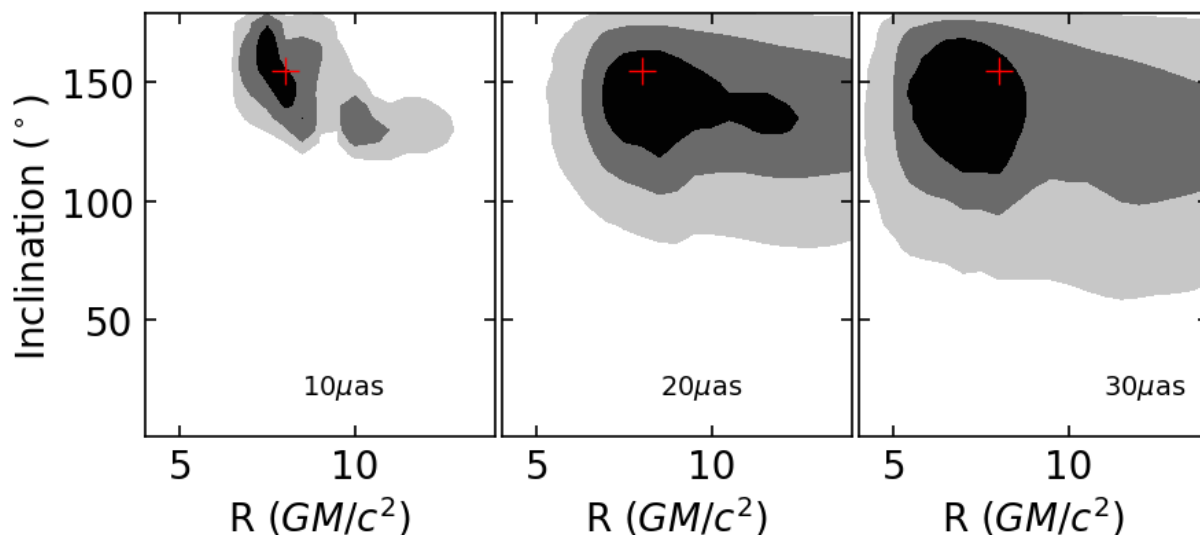 Inclination (°)
150
100
50
10μas
20μas
30μas
5 10 5 10 5 10
R (GM/c²) R (GM/c²) R (GM/c²)